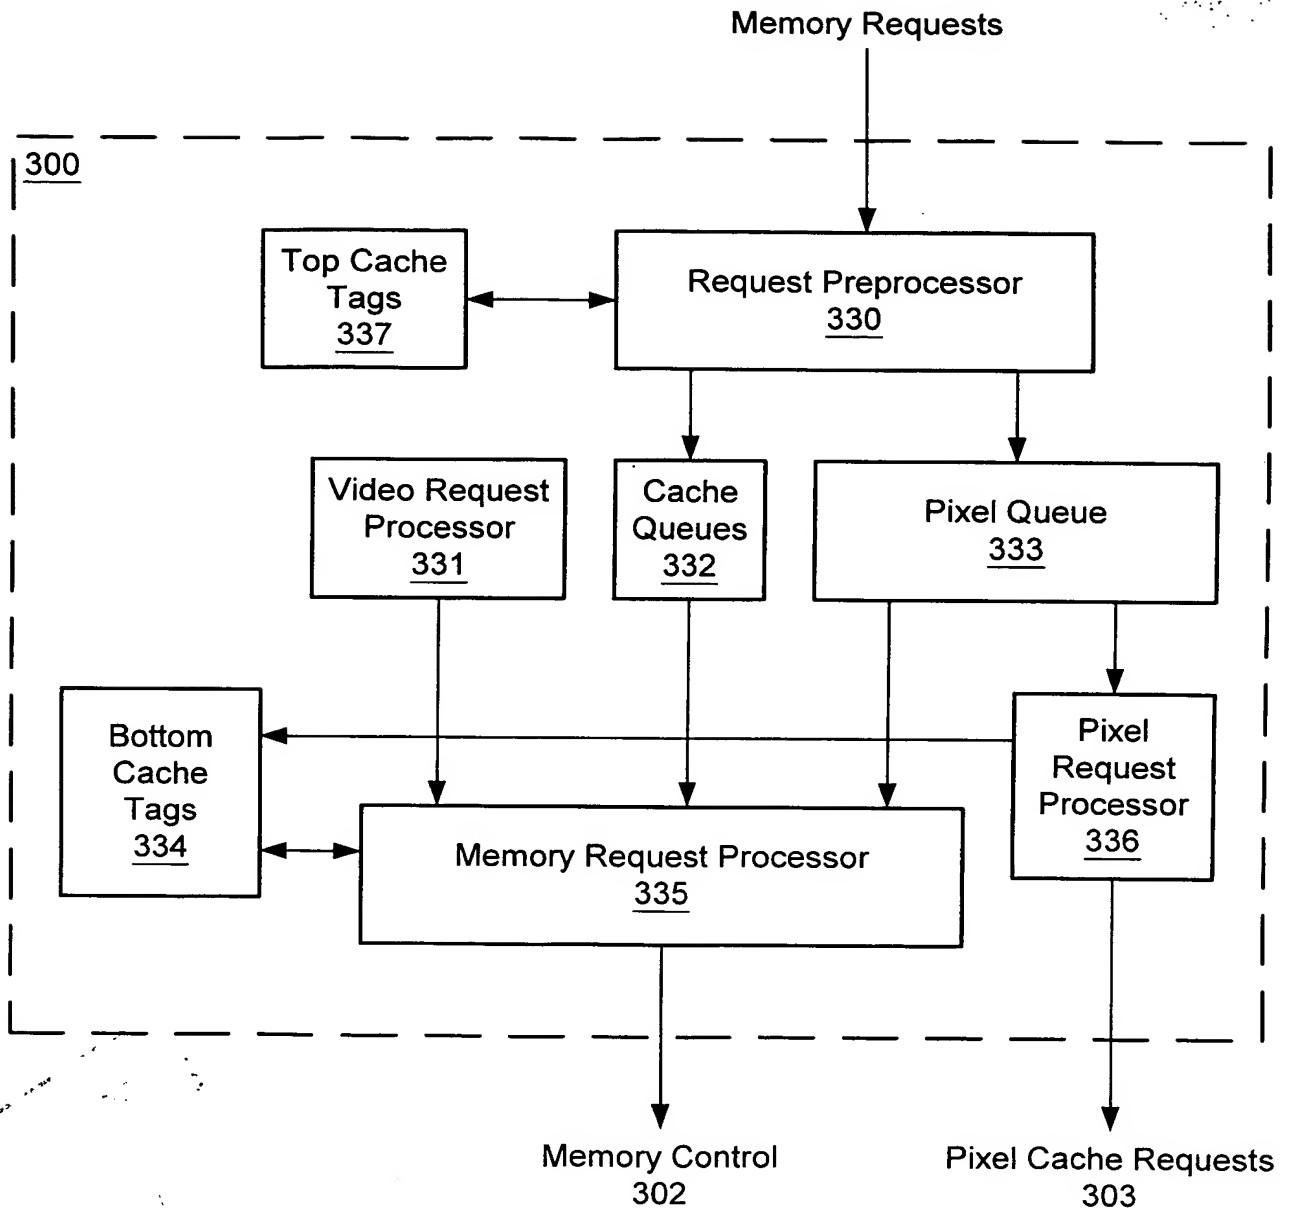 Memory Requests
300
Top Cache
Tags
337
Request Preprocessor
330
Video Request
Processor
331
Cache
Queues
332
Pixel Queue
333
Bottom
Cache
Tags
334
Memory Request Processor
335
Pixel
Request
Processor
336
Memory Control
302
Pixel Cache Requests
303